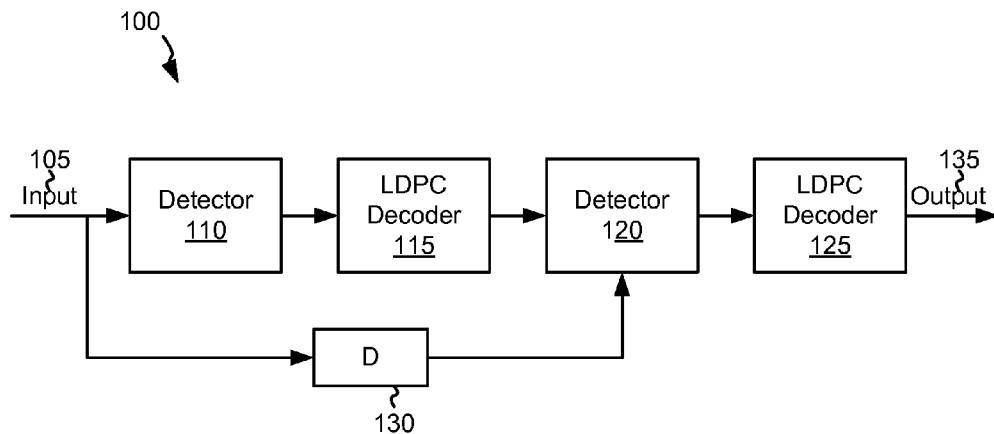 100
105
Input
Detector
110
LDPC
Decoder
115
Detector
120
LDPC
Decoder
125
135
Output
D
130